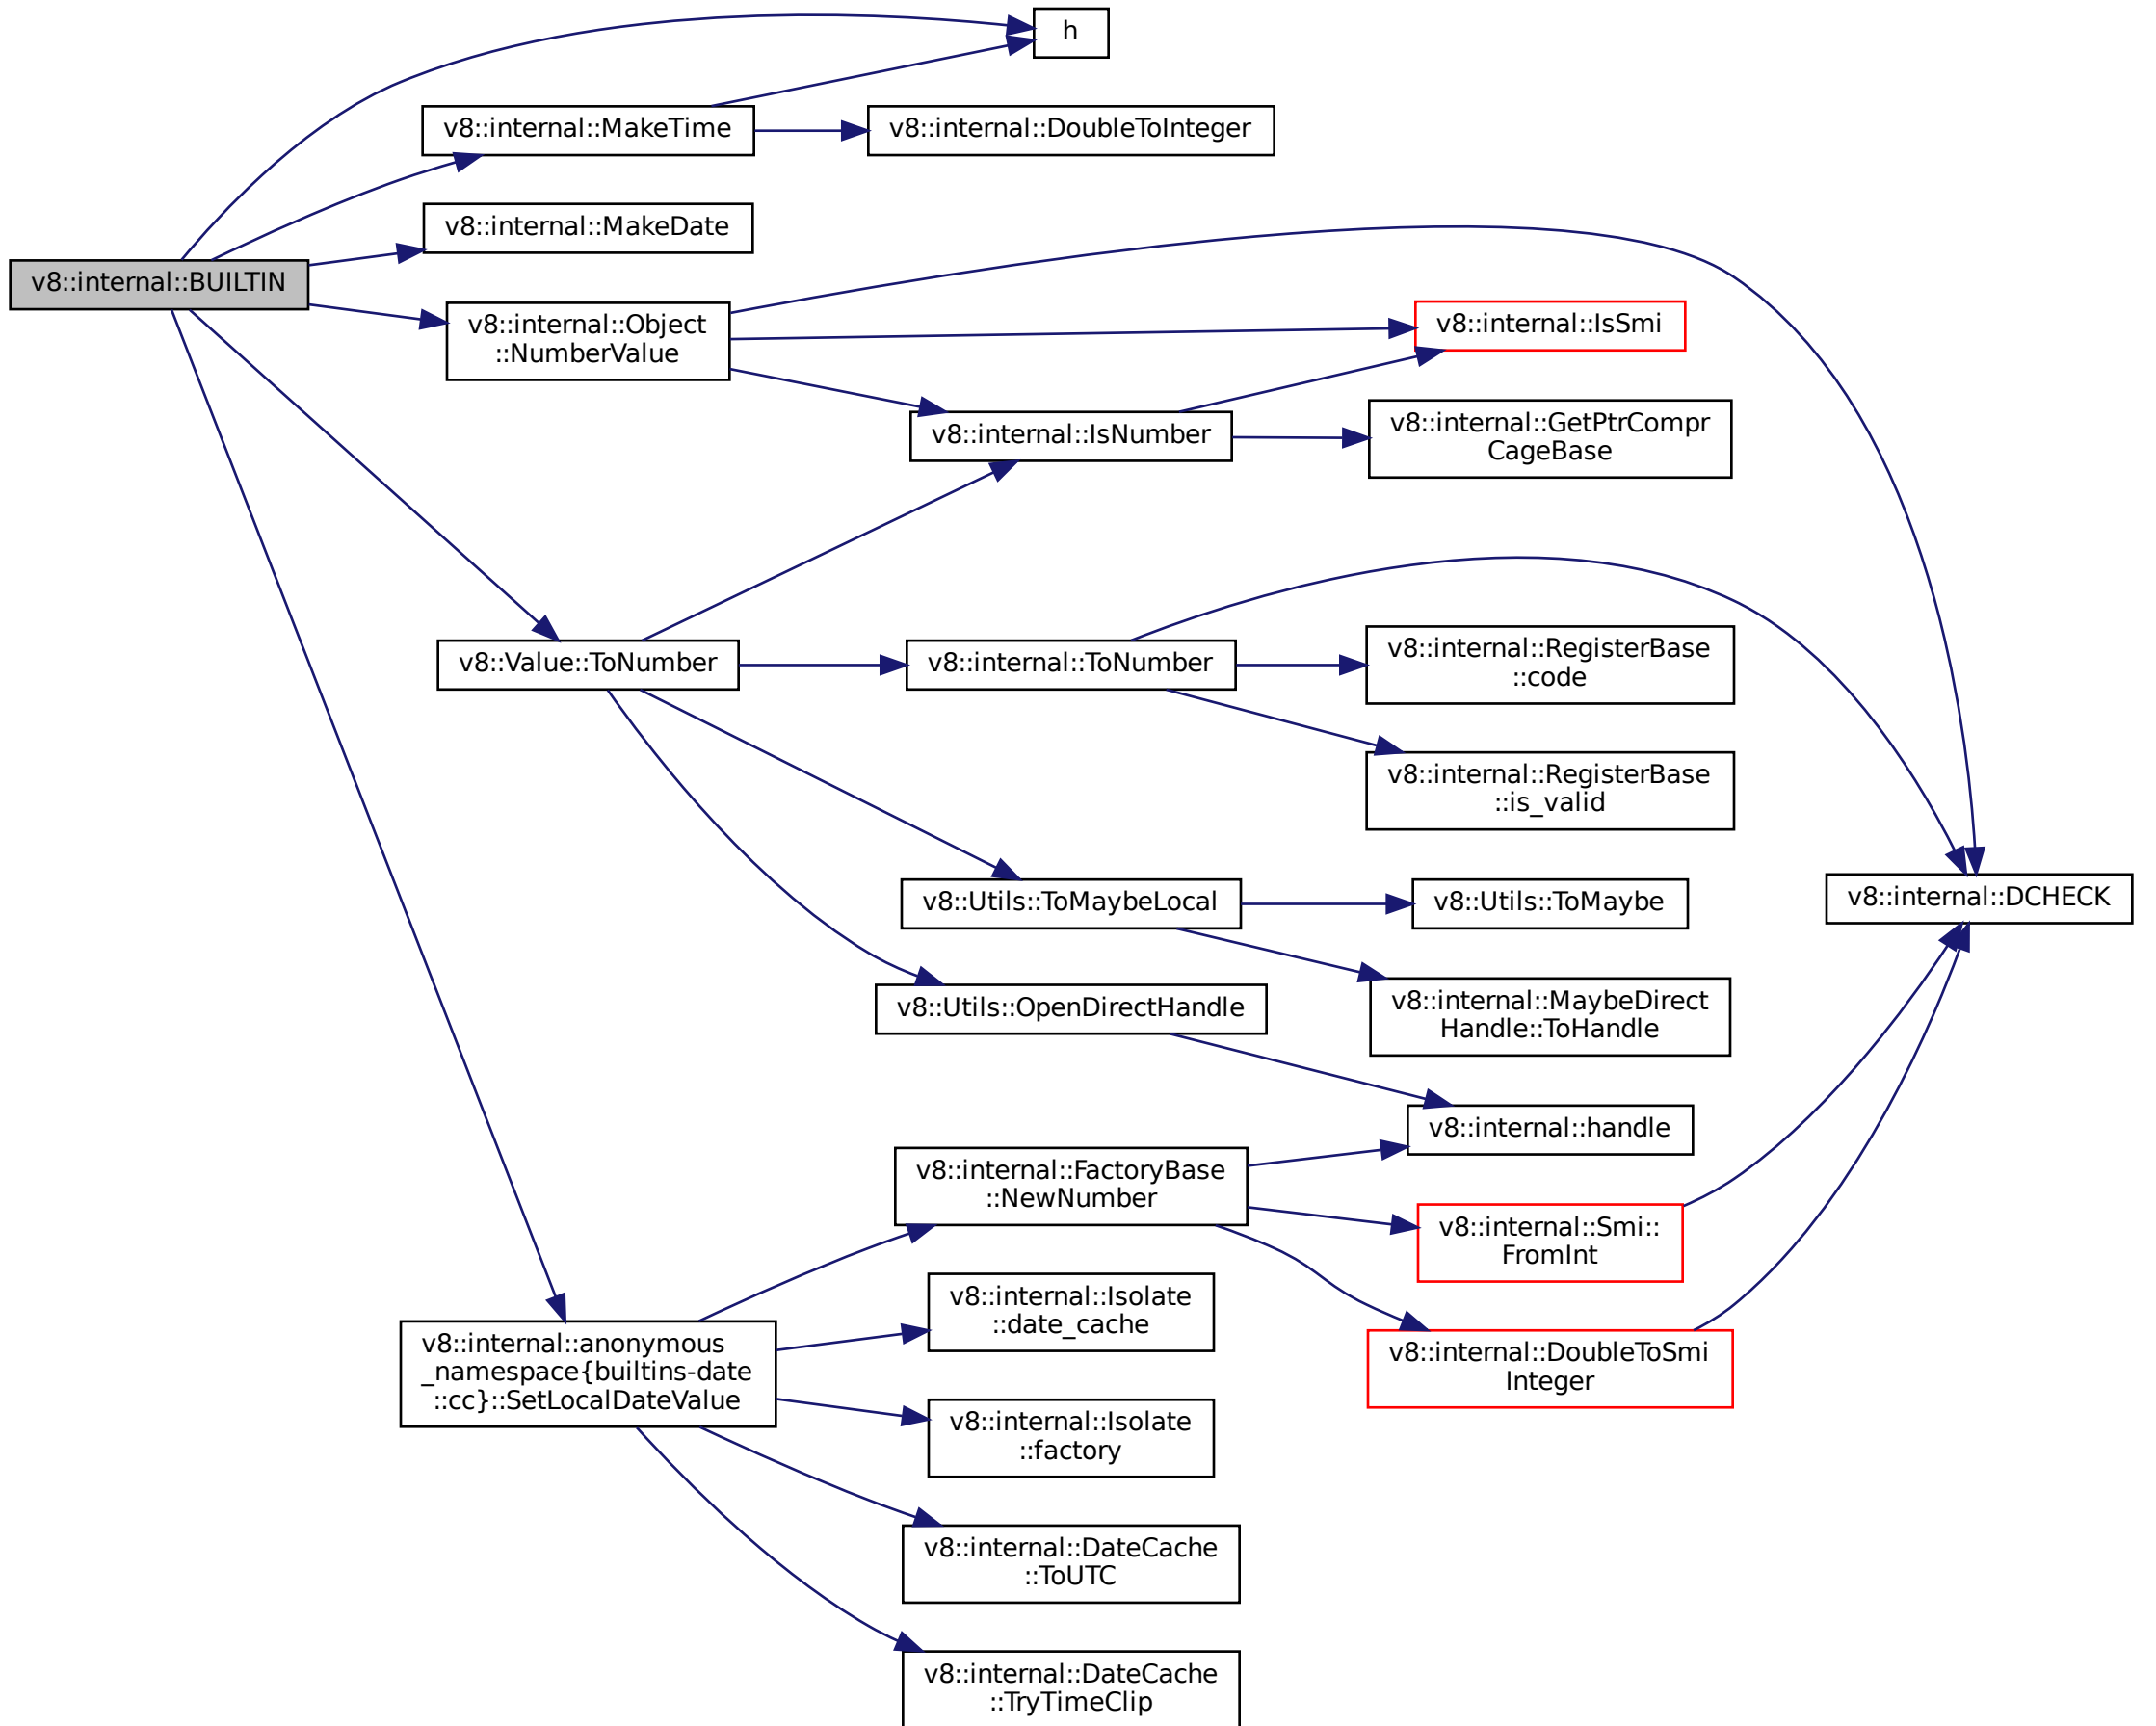 h
v8::internal::MakeTime
v8::internal::DoubleToInteger
v8::internal::MakeDate
v8::internal::BUILTIN
v8::internal::Object
::NumberValue
v8::internal::IsSmi
v8::internal::IsNumber
v8::internal::GetPtrCompr
CageBase
v8::Value::ToNumber
v8::internal::ToNumber
v8::internal::RegisterBase
::code
v8::internal::RegisterBase
::is_valid
v8::Utils::ToMaybeLocal
v8::Utils::ToMaybe
v8::internal::DCHECK
v8::Utils::OpenDirectHandle
v8::internal::MaybeDirect
Handle::ToHandle
v8::internal::handle
v8::internal::FactoryBase
::NewNumber
v8::internal::Smi::
FromInt
v8::internal::Isolate
::date_cache
v8::internal::anonymous
_namespace{builtins-date
::cc}::SetLocalDateValue
v8::internal::DoubleToSmi
Integer
v8::internal::Isolate
::factory
v8::internal::DateCache
::ToUTC
v8::internal::DateCache
::TryTimeClip